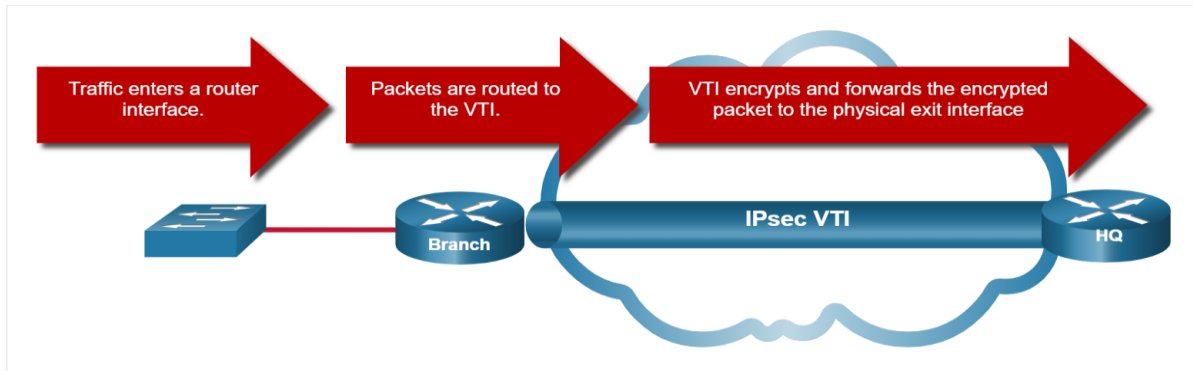 Traffic enters a router
interface.
Packets are routed to
the VTI.
VTI encrypts and forwards the encrypted
packet to the physical exit interface
IPsec VTI
Branch
HQ